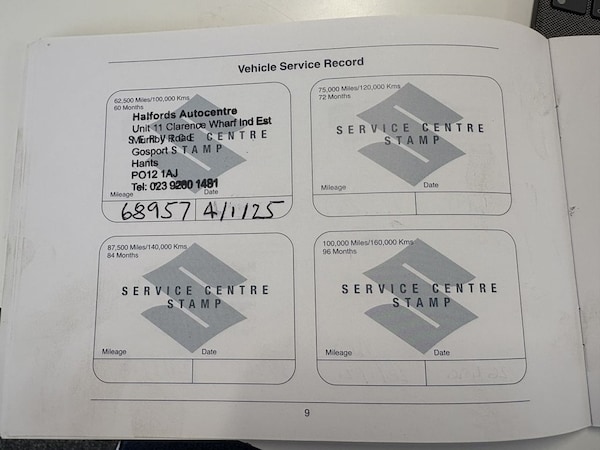 Vehicle Service Record
62,500 Miles/100,000 Kms
60 Months
Halfords Autocentre
Unit 11 Clarence Wharf Ind Est
Mumby Road
Gosport
Hants
PO12 1AJ
Tel: 023 9260 1481
SERVICE CENTRE
STAMP
Mileage
Date
68957
4/1/25
75,000 Miles/120,000 Kms
72 Months
SERVICE CENTRE
STAMP
Mileage
Date
87,500 Miles/140,000 Kms
84 Months
SERVICE CENTRE
STAMP
Mileage
Date
100,000 Miles/160,000 Kms
96 Months
SERVICE CENTRE
STAMP
Mileage
Date
9